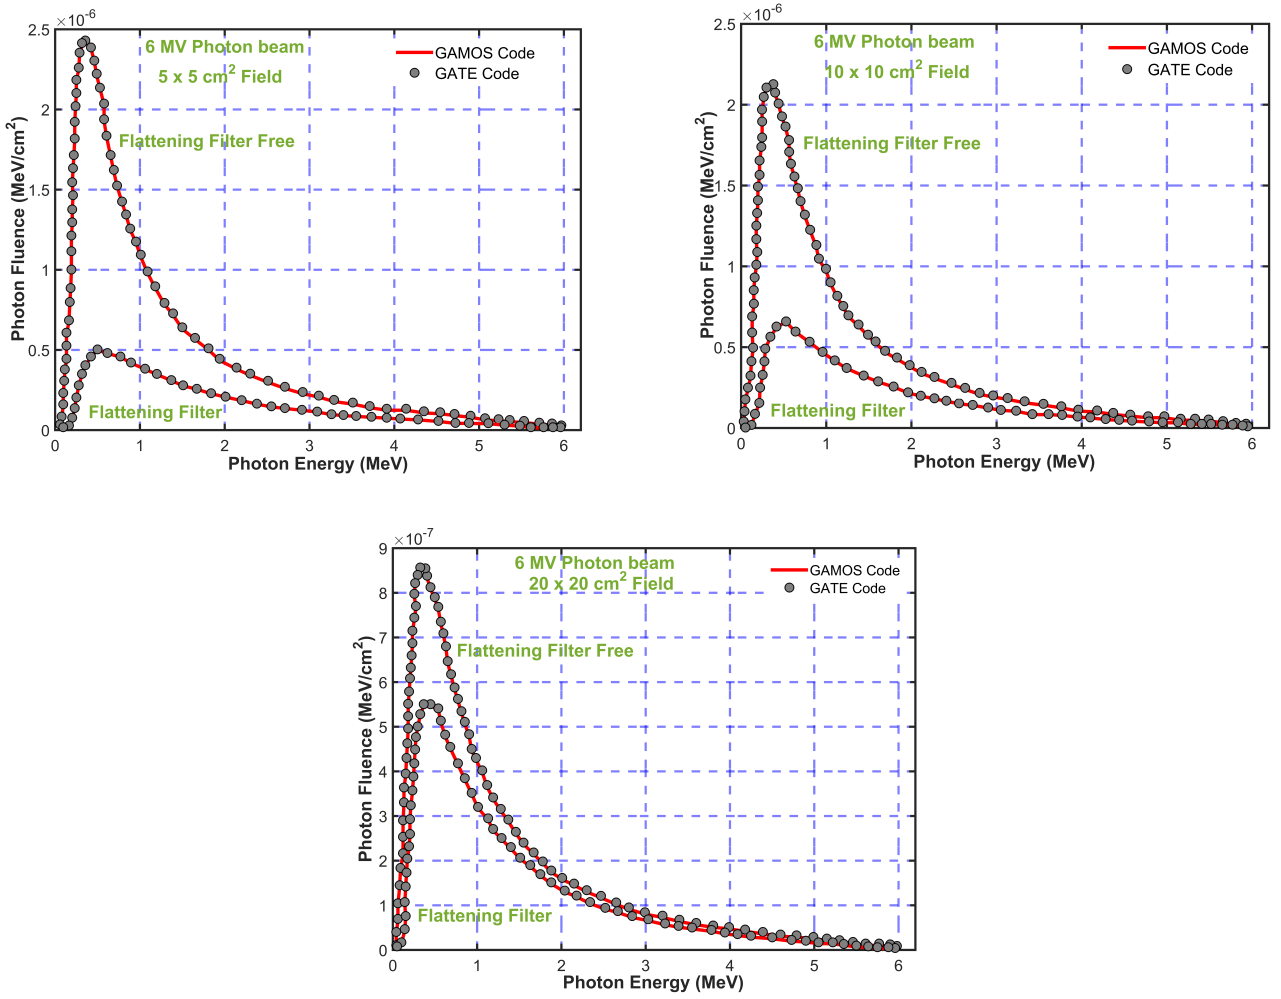 ×10⁻⁶
2.5
2
1.5
1
0.5
0
Photon Fluence (MeV/cm²)
6 MV Photon beam
5 x 5 cm² Field
GAMOS Code
GATE Code
Flattening Filter Free
Flattening Filter
0 1 2 3 4 5 6
Photon Energy (MeV)
×10⁻⁶
2.5
2
1.5
1
0.5
0
Photon Fluence (MeV/cm²)
6 MV Photon beam
10 x 10 cm² Field
GAMOS Code
GATE Code
Flattening Filter Free
Flattening Filter
0 1 2 3 4 5 6
Photon Energy (MeV)
×10⁻⁷
9
8
7
6
5
4
3
2
1
0
Photon Fluence (MeV/cm²)
6 MV Photon beam
20 x 20 cm² Field
GAMOS Code
GATE Code
Flattening Filter Free
Flattening Filter
0 1 2 3 4 5 6
Photon Energy (MeV)